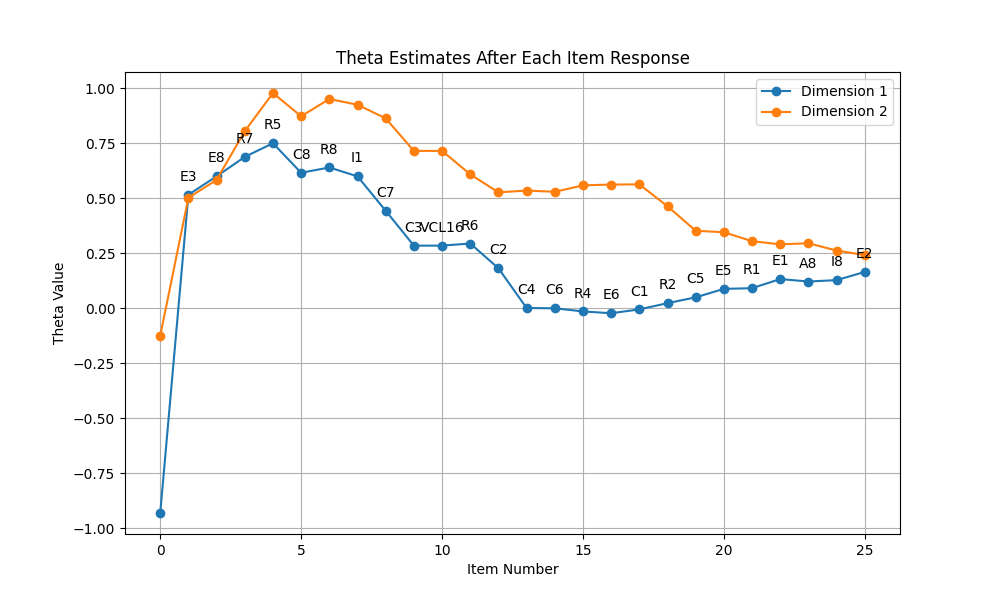 Theta Estimates After Each Item Response
Dimension 1
Dimension 2
Theta Value
1.00
0.75
0.50
0.25
0.00
−0.25
−0.50
−0.75
−1.00
E3
E8
R7
R5
C8
R8
I1
C7
C3
VCL16
R6
C2
C4
C6
R4
E6
C1
R2
C5
E5
R1
E1
A8
I8
E2
0
5
10
15
20
25
Item Number